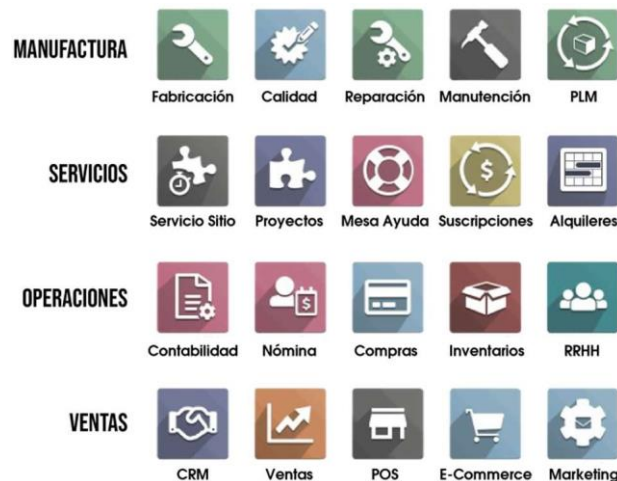 MANUFACTURA
Fabricación Calidad Reparación Manutención PLM
SERVICIOS
$
Servicio Sitio Proyectos Mesa Ayuda Suscripciones Alquileres
OPERACIONES
$
Contabilidad Nómina Compras Inventarios RRHH
VENTAS
CRM Ventas POS E-Commerce Marketing